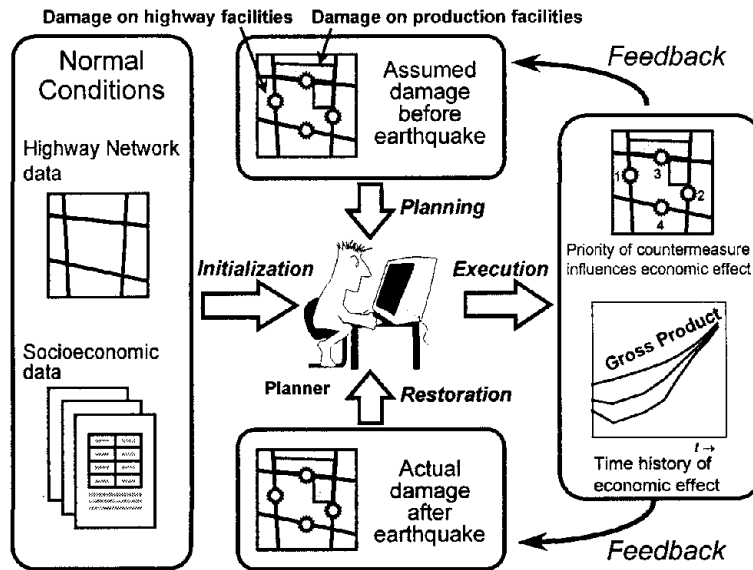 Damage on highway facilities
Damage on production facilities
Normal
Conditions
Highway Network
data
Socioeconomic
data
Assumed
damage
before
earthquake
Feedback
Planning
Initialization
Execution
Planner
Restoration
Actual
damage
after
earthquake
1
3
2
4
Priority of countermeasure
influences economic effect
Gross Product
t →
Time history of
economic effect
Feedback